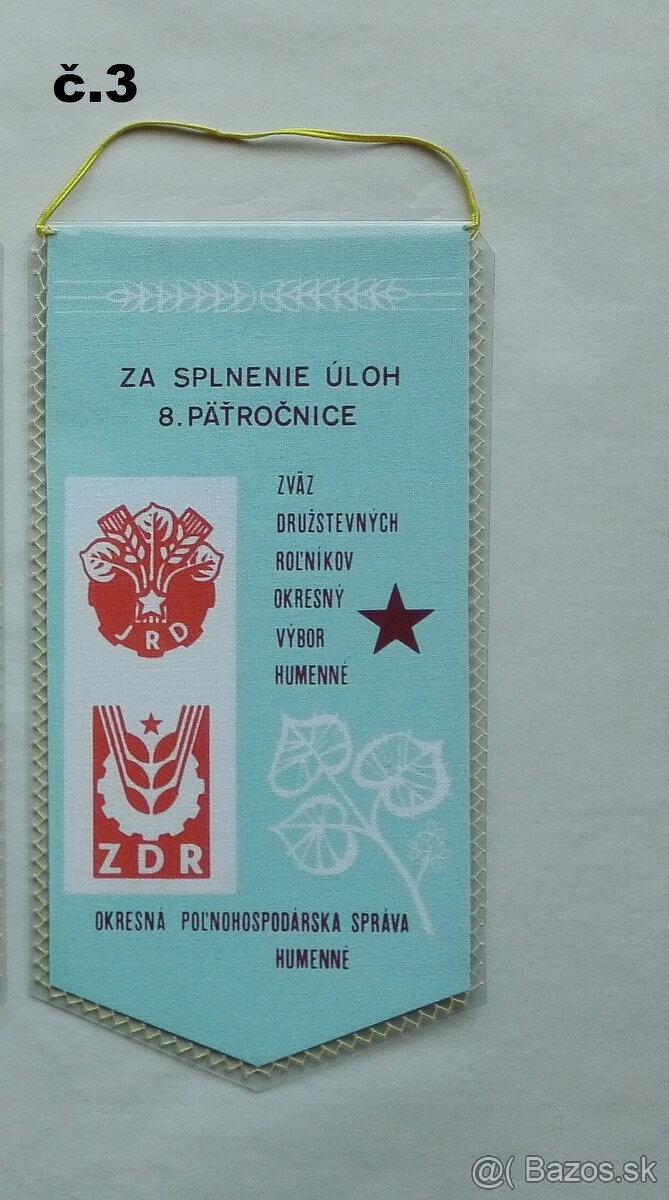 č.3
ZA SPLNENIE ÚLOH
8. PÄŤROČNICE
ZVÄZ
DRUŽSTEVNÝCH
ROĽNÍKOV
OKRESNÝ
VÝBOR
HUMENNÉ
JRD
ZDR
OKRESNÁ POĽNOHOSPODÁRSKA SPRÁVA
HUMENNÉ
@( Bazos.sk